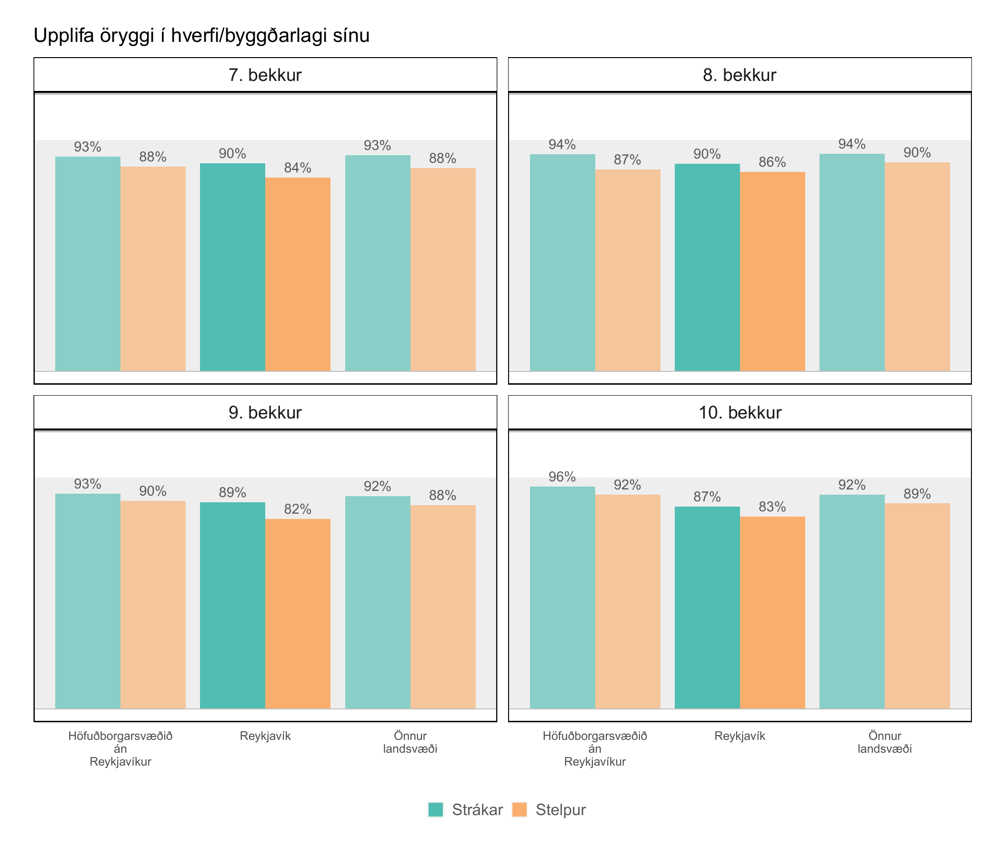 Upplifa öryggi í hverfi/byggðarlagi sínu
7. bekkur
93%
88%
90%
84%
93%
88%
8. bekkur
94%
87%
90%
86%
94%
90%
9. bekkur
93%
90%
89%
82%
92%
88%
10. bekkur
96%
92%
87%
83%
92%
89%
Höfuðborgarsvæðið
án
Reykjavíkur
Reykjavík
Önnur
landsvæði
Höfuðborgarsvæðið
án
Reykjavíkur
Reykjavík
Önnur
landsvæði
Strákar
Stelpur